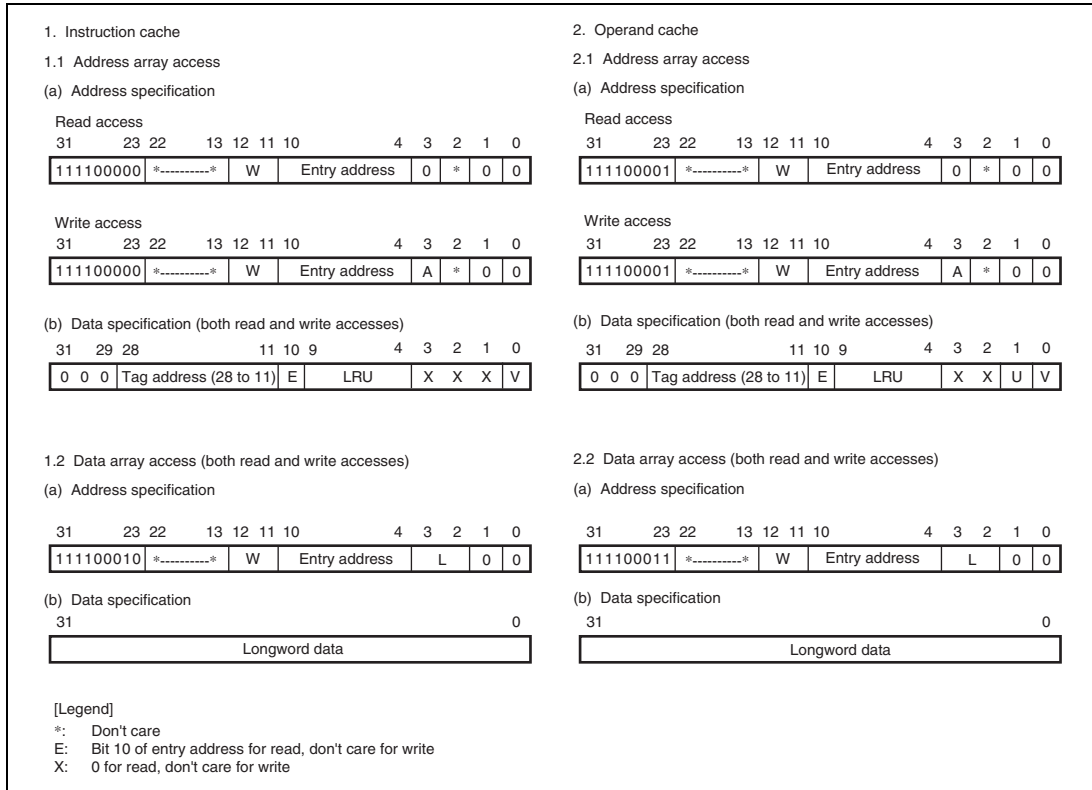 1. Instruction cache
1.1 Address array access
(a) Address specification
Read access
31 23 22 13 12 11 10 4 3 2 1 0
111100000 *----------* W Entry address 0 * 0 0
Write access
31 23 22 13 12 11 10 4 3 2 1 0
111100000 *----------* W Entry address A * 0 0
(b) Data specification (both read and write accesses)
31 29 28 11 10 9 4 3 2 1 0
0 0 0 Tag address (28 to 11) E LRU X X X V
1.2 Data array access (both read and write accesses)
(a) Address specification
31 23 22 13 12 11 10 4 3 2 1 0
111100010 *----------* W Entry address L 0 0
(b) Data specification
31 0
Longword data
2. Operand cache
2.1 Address array access
(a) Address specification
Read access
31 23 22 13 12 11 10 4 3 2 1 0
111100001 *----------* W Entry address 0 * 0 0
Write access
31 23 22 13 12 11 10 4 3 2 1 0
111100001 *----------* W Entry address A * 0 0
(b) Data specification (both read and write accesses)
31 29 28 11 10 9 4 3 2 1 0
0 0 0 Tag address (28 to 11) E LRU X X U V
2.2 Data array access (both read and write accesses)
(a) Address specification
31 23 22 13 12 11 10 4 3 2 1 0
111100011 *----------* W Entry address L 0 0
(b) Data specification
31 0
Longword data
[Legend]
*: Don't care
E: Bit 10 of entry address for read, don't care for write
X: 0 for read, don't care for write